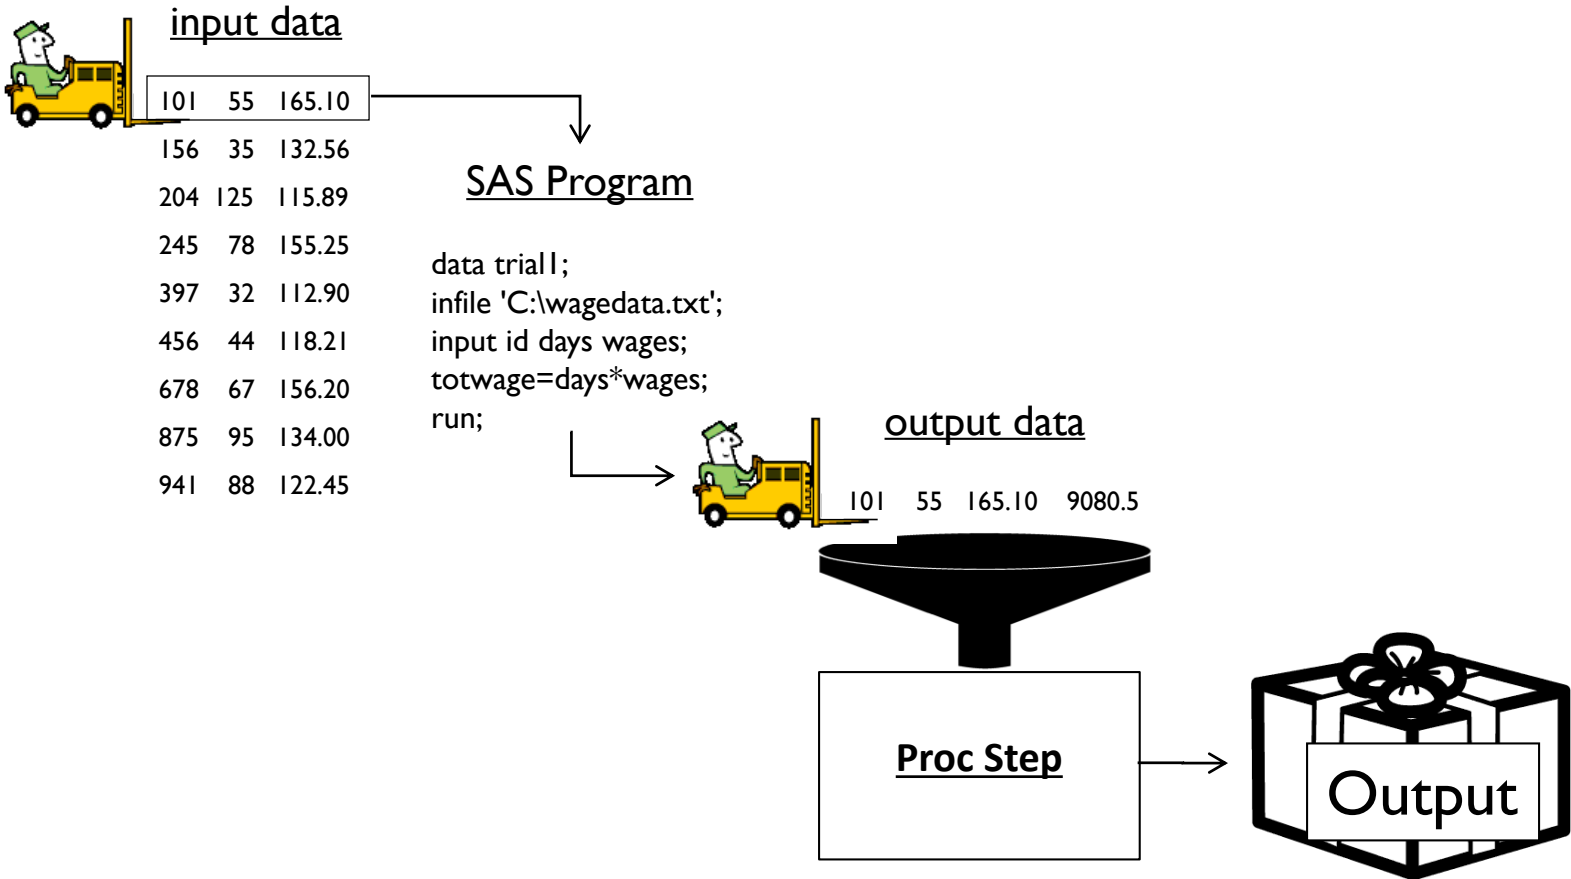 input data
101 55 165.10
156 35 132.56
204 125 115.89
245 78 155.25
397 32 112.90
456 44 118.21
678 67 156.20
875 95 134.00
941 88 122.45
SAS Program
data trial1;
infile 'C:\wagedata.txt';
input id days wages;
totwage=days*wages;
run;
output data
101 55 165.10 9080.5
Proc Step
Output